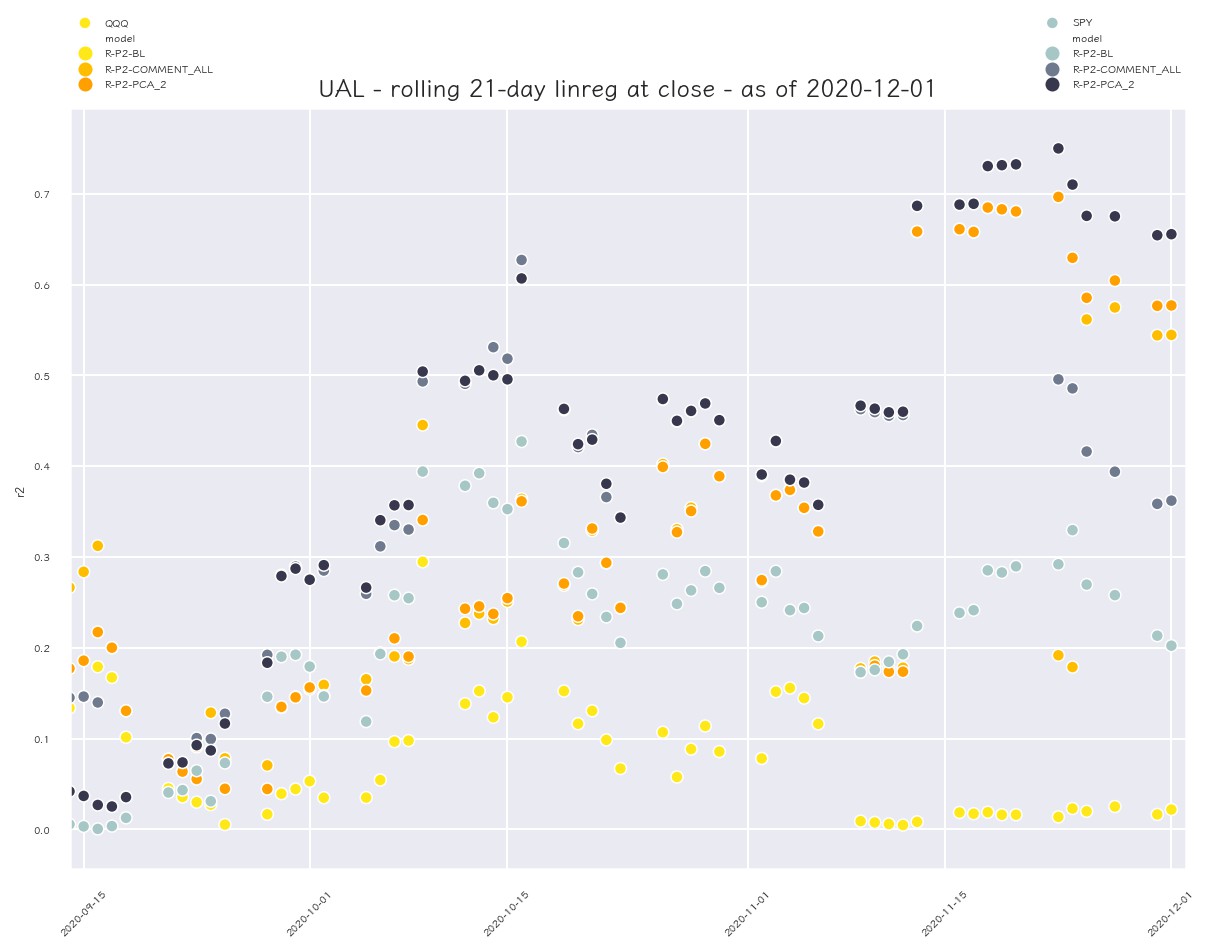 QQQ
model
R-P2-BL
R-P2-COMMENT_ALL
R-P2-PCA_2
SPY
model
R-P2-BL
R-P2-COMMENT_ALL
R-P2-PCA_2
UAL - rolling 21-day linreg at close - as of 2020-12-01
0.7
0.6
0.5
0.4
0.3
0.2
0.1
0.0
r2
2020-09-15
2020-10-01
2020-10-15
2020-11-01
2020-11-15
2020-12-01